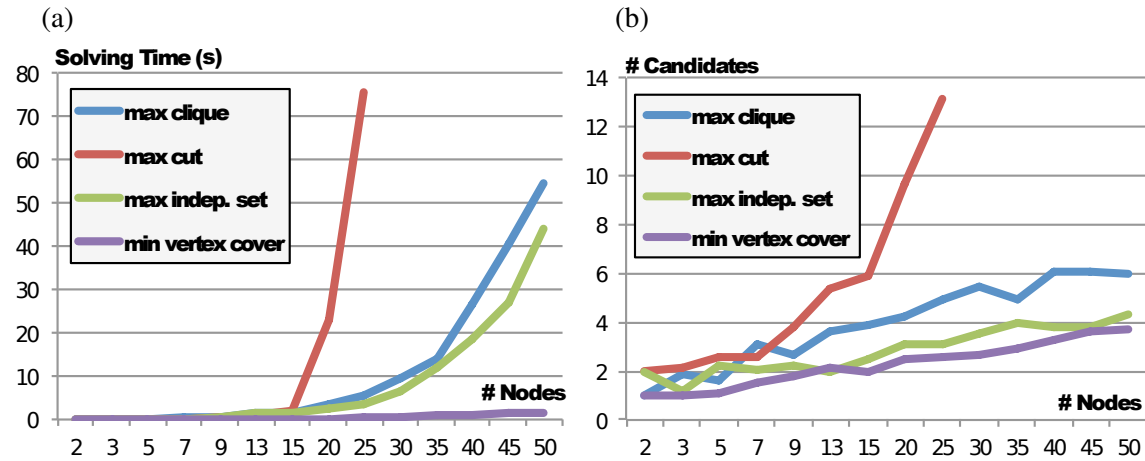 (a)
Solving Time (s)
80
70
60
50
40
30
20
10
0
max clique
max cut
max indep. set
min vertex cover
# Nodes
2 3 5 7 9 13 15 20 25 30 35 40 45 50
(b)
# Candidates
14
12
10
8
6
4
2
0
max clique
max cut
max indep. set
min vertex cover
# Nodes
2 3 5 7 9 13 15 20 25 30 35 40 45 50